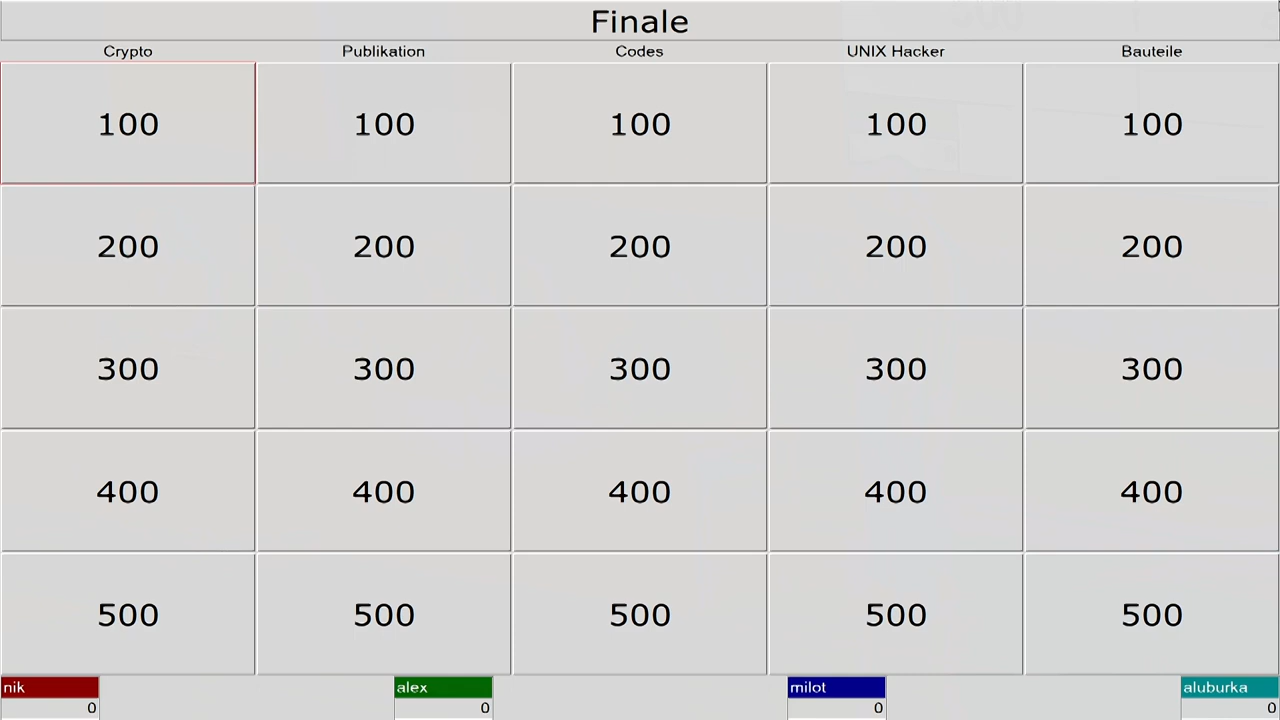 Finale
Crypto Publikation Codes UNIX Hacker Bauteile
100 100 100 100 100
200 200 200 200 200
300 300 300 300 300
400 400 400 400 400
500 500 500 500 500
nik alex milot aluburka
0 0 0 0